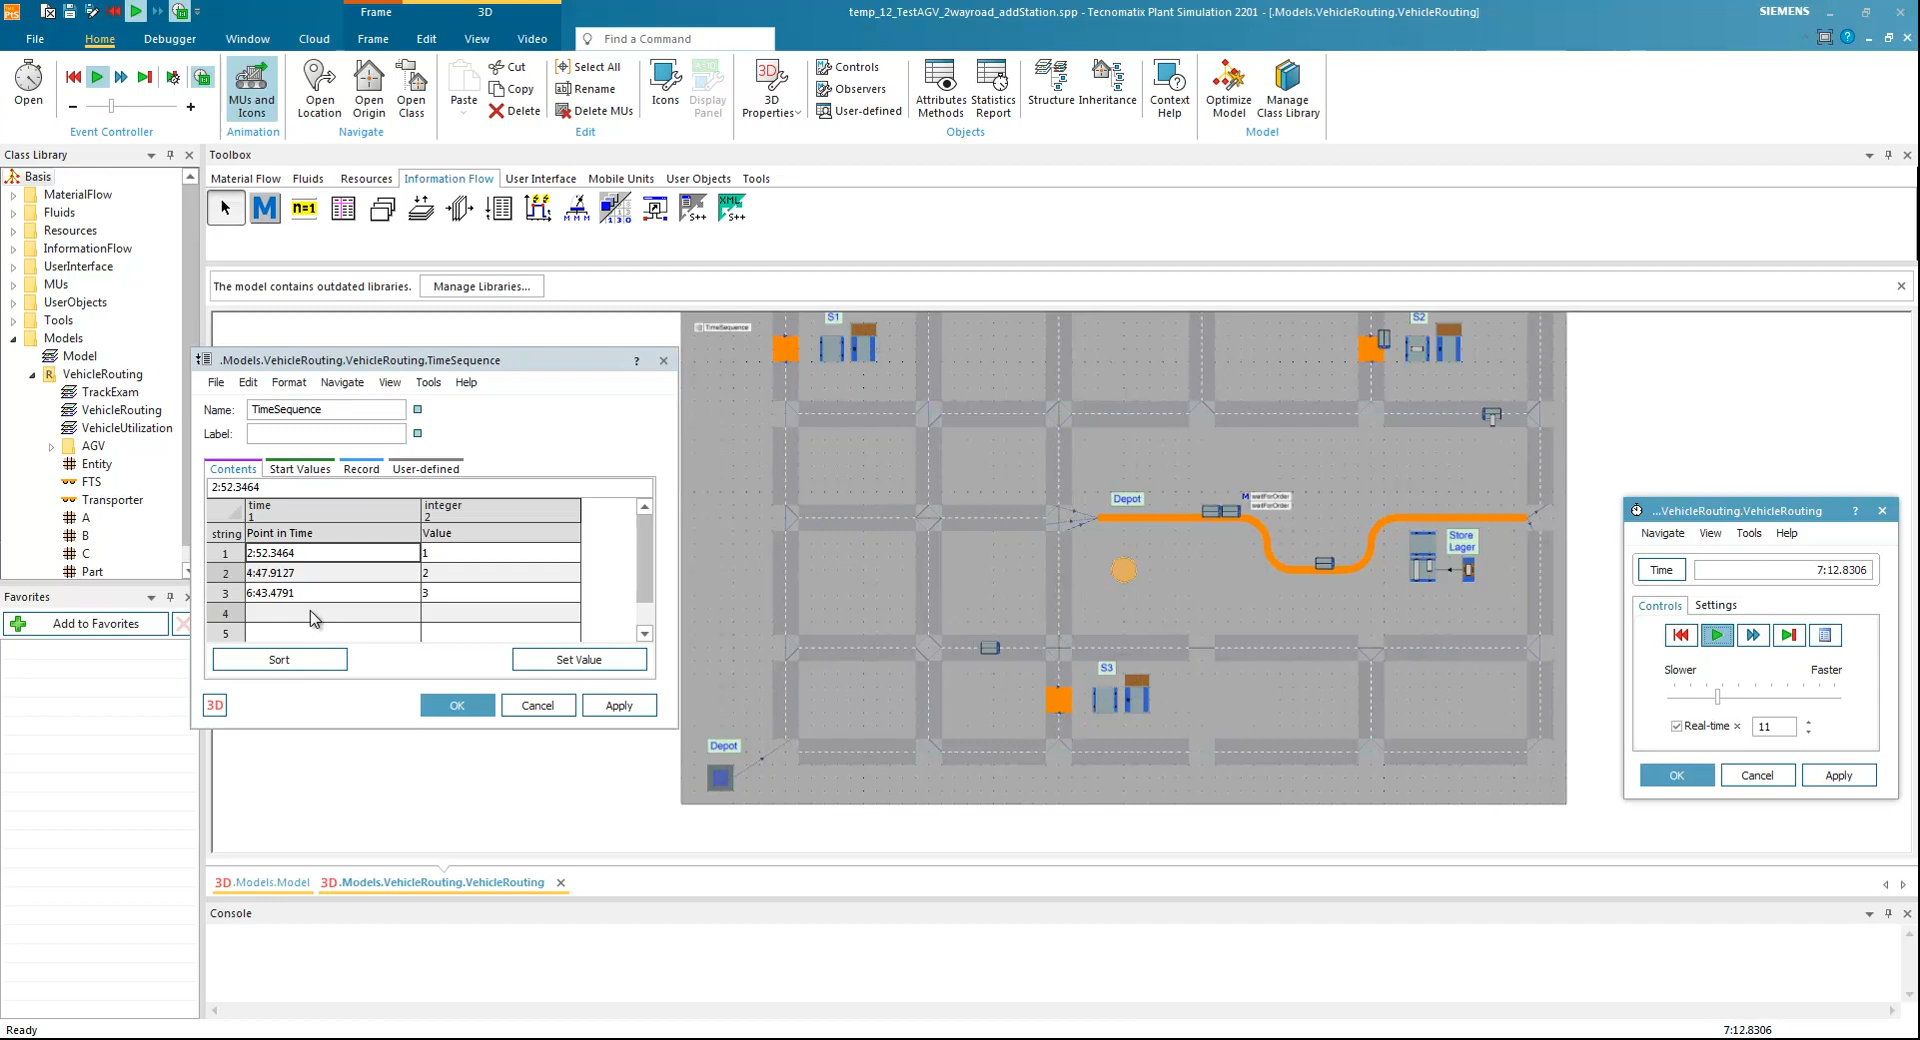 Frame
3D
temp_12_TestAGV_2wayroad_addStation.spp - Tecnomatix Plant Simulation 2201 - [.Models.VehicleRouting.VehicleRouting]
SIEMENS
File
Home
Debugger
Window
Cloud
Frame
Edit
View
Video
Find a Command
Open
Event Controller
MUs and Icons
Animation
Open Location
Open Origin
Open Class
Navigate
Paste
Cut
Copy
Delete
Select All
Rename
Delete MUs
Edit
Icons
Display Panel
3D Properties
Controls
Observers
User-defined
Attributes Methods
Statistics Report
Structure
Inheritance
Objects
Context Help
Optimize Model
Manage Class Library
Model
Class Library
Basis
MaterialFlow
Fluids
Resources
InformationFlow
UserInterface
MUs
UserObjects
Tools
Models
Model
VehicleRouting
TrackExam
VehicleRouting
VehicleUtilization
AGV
Entity
FTS
Transporter
A
B
C
Part
Favorites
Add to Favorites
Toolbox
Material Flow
Fluids
Resources
Information Flow
User Interface
Mobile Units
User Objects
Tools
M
n=1
XML
S++
S++
The model contains outdated libraries.
Manage Libraries...
TimeSequence
S1
S2
Depot
M
waitForOrder
waitForOrder
Store
Lager
S3
Depot
.Models.VehicleRouting.VehicleRouting.TimeSequence
File
Edit
Format
Navigate
View
Tools
Help
Name:
TimeSequence
Label:
Contents
Start Values
Record
User-defined
2:52.3464
time
1
integer
2
string
Point in Time
Value
1
2:52.3464
1
2
4:47.9127
2
3
6:43.4791
3
4
5
Sort
Set Value
3D
OK
Cancel
Apply
...VehicleRouting.VehicleRouting
Navigate
View
Tools
Help
Time
7:12.8306
Controls
Settings
Slower
Faster
Real-time ×
11
OK
Cancel
Apply
3D .Models.Model
3D .Models.VehicleRouting.VehicleRouting
Console
Ready
7:12.8306